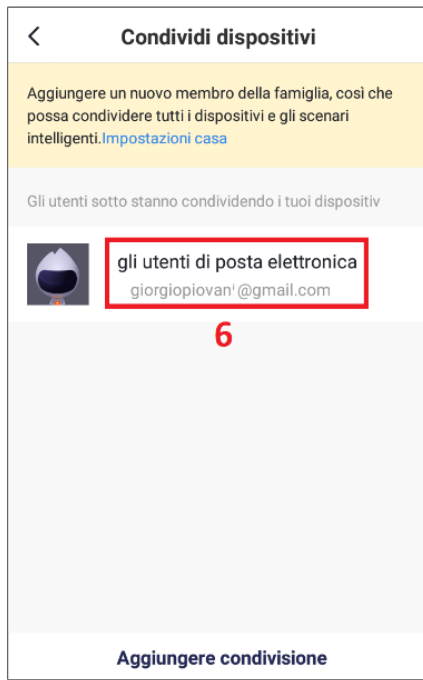 Condividi dispositivi
Aggiungere un nuovo membro della famiglia, così che
possa condividere tutti i dispositivi e gli scenari
intelligenti.Impostazioni casa
Gli utenti sotto stanno condividendo i tuoi dispositiv
gli utenti di posta elettronica
@gmail.com
6
Aggiungere condivisione